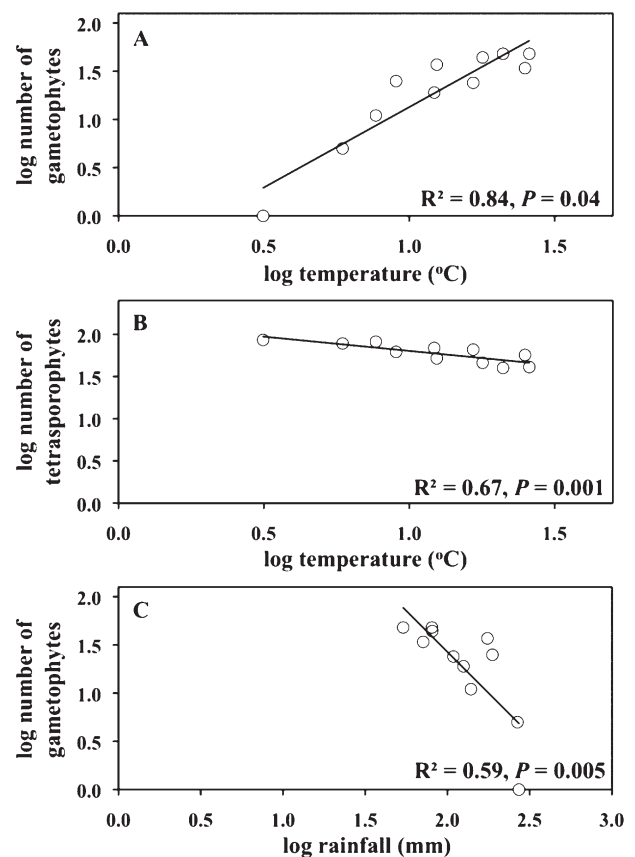 A
2.0
1.5
1.0
0.5
0.0
log number of
gametophytes
R² = 0.84, P = 0.04
0.0 0.5 1.0 1.5
log temperature (°C)
B
2.0
1.5
1.0
0.5
0.0
log number of
tetrasporophytes
R² = 0.67, P = 0.001
0.0 0.5 1.0 1.5
log temperature (°C)
C
2.0
1.5
1.0
0.5
0.0
log number of
gametophytes
R² = 0.59, P = 0.005
0.0 0.5 1.0 1.5 2.0 2.5 3.0
log rainfall (mm)